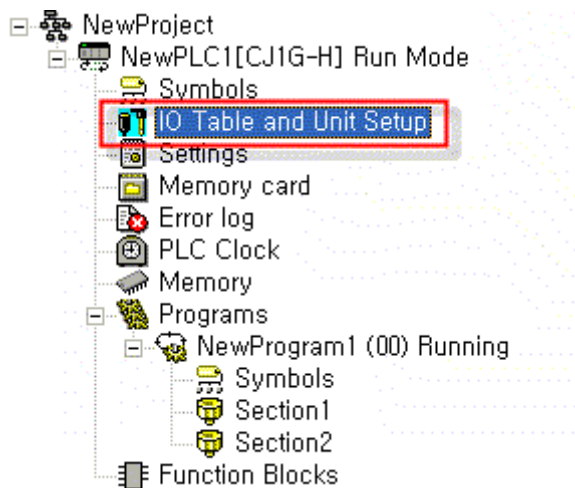 NewProject
NewPLC1[CJ1G-H] Run Mode
Symbols
IO Table and Unit Setup
Settings
Memory card
Error log
PLC Clock
Memory
Programs
NewProgram1 (00) Running
Symbols
Section1
Section2
Function Blocks